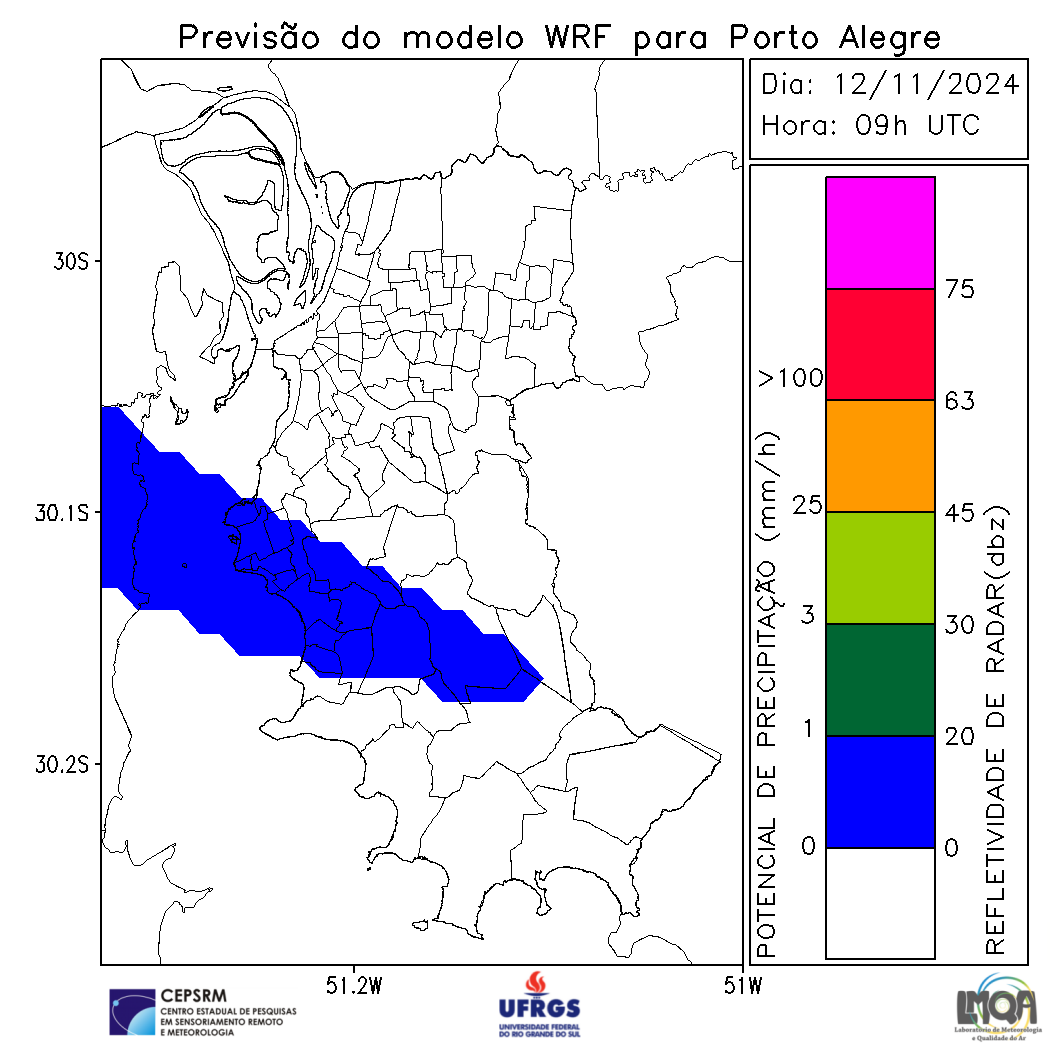 Previsão do modelo WRF para Porto Alegre
Dia: 12/11/2024
Hora: 09h UTC
30S
30.1S
30.2S
51.2W
51W
POTENCIAL DE PRECIPITAÇÃO (mm/h)
>100
25
3
1
0
75
63
45
30
20
0
REFLETIVIDADE DE RADAR(dbz)
CEPSRM
CENTRO ESTADUAL DE PESQUISAS
EM SENSORIAMENTO REMOTO
E METEOROLOGIA
UFRGS
UNIVERSIDADE FEDERAL
DO RIO GRANDE DO SUL
LMQA
Laboratório de Meteorologia
e Qualidade do Ar